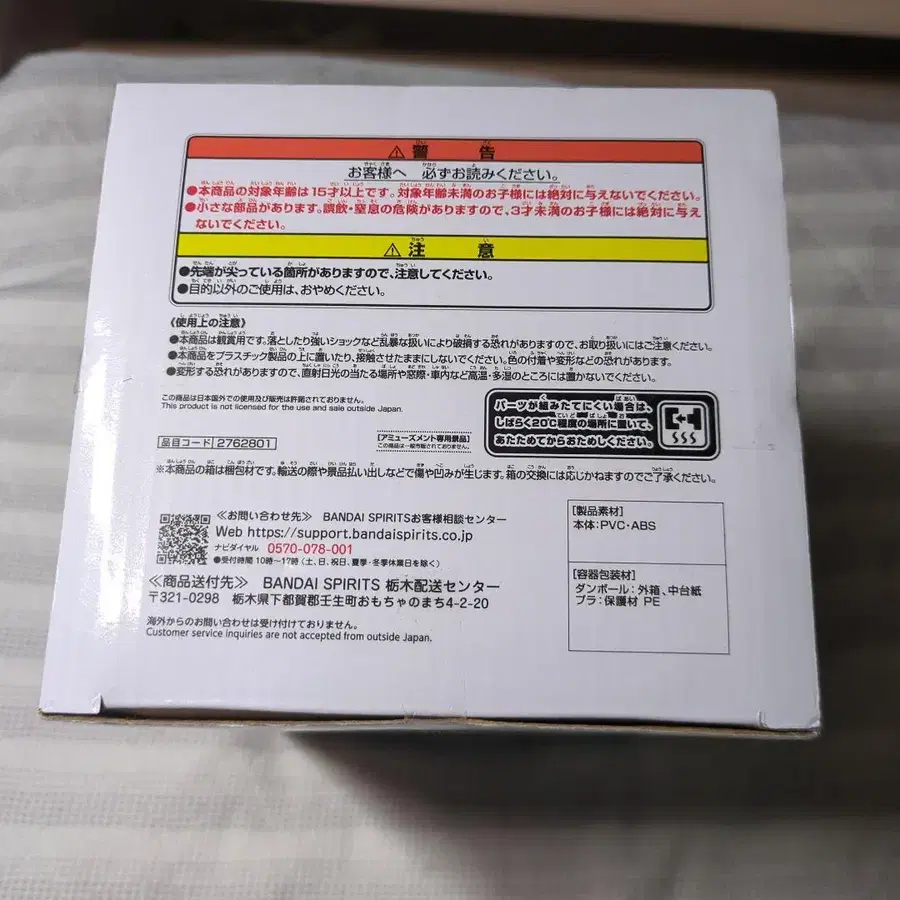 ⚠警告
お客様へ 必ずお読みください。
●本商品の対象年齢は15才以上です。対象年齢未満のお子様には絶対に与えないでください。
●小さな部品があります。誤飲・窒息の危険がありますので、3才未満のお子様には絶対に与え
ないでください。
⚠注意
●先端が尖っている箇所がありますので、注意してください。
●目的以外のご使用は、おやめください。
《使用上の注意》
●本商品は観賞用です。落としたり強いショックなど乱暴な扱いにより破損する恐れがありますので、お取り扱いにはご注意ください。
●本商品をプラスチック製品の上に置いたり、接触させたままにしないでください。色の付着や変形などの恐れがあります。
●変形する恐れがありますので、直射日光の当たる場所や窓際・車内など高温・多湿のところには置かないでください。
この商品は日本国外での使用及び販売は許諾されておりません。
This product is not licensed for the use and sale outside Japan.
パーツが組みたてにくい場合は、
しばらく20℃程度の場所に置いて、
あたためてからおためしください。
品目コード 2762801
【アミューズメント専用景品】
この商品は一般市販されておりません。
※本商品の箱は梱包材です。輸送の際や景品払い出しなどで傷や凹みが生じます。箱の交換には応じかねますのでご了承ください。
≪お問い合わせ先≫ BANDAI SPIRITSお客様相談センター
Web https://support.bandaispirits.co.jp
ナビダイヤル 0570-078-001
●受付時間 10時〜17時(土、日、祝日、夏季・冬季休業日を除く)
≪商品送付先≫ BANDAI SPIRITS 栃木配送センター
〒321-0298 栃木県下都賀郡壬生町おもちゃのまち4-2-20
海外からのお問い合わせは受け付けておりません。
Customer service inquiries are not accepted from outside Japan.
[製品素材]
本体:PVC・ABS
[容器包装材]
ダンボール:外箱、中台紙
プラ:保護材 PE